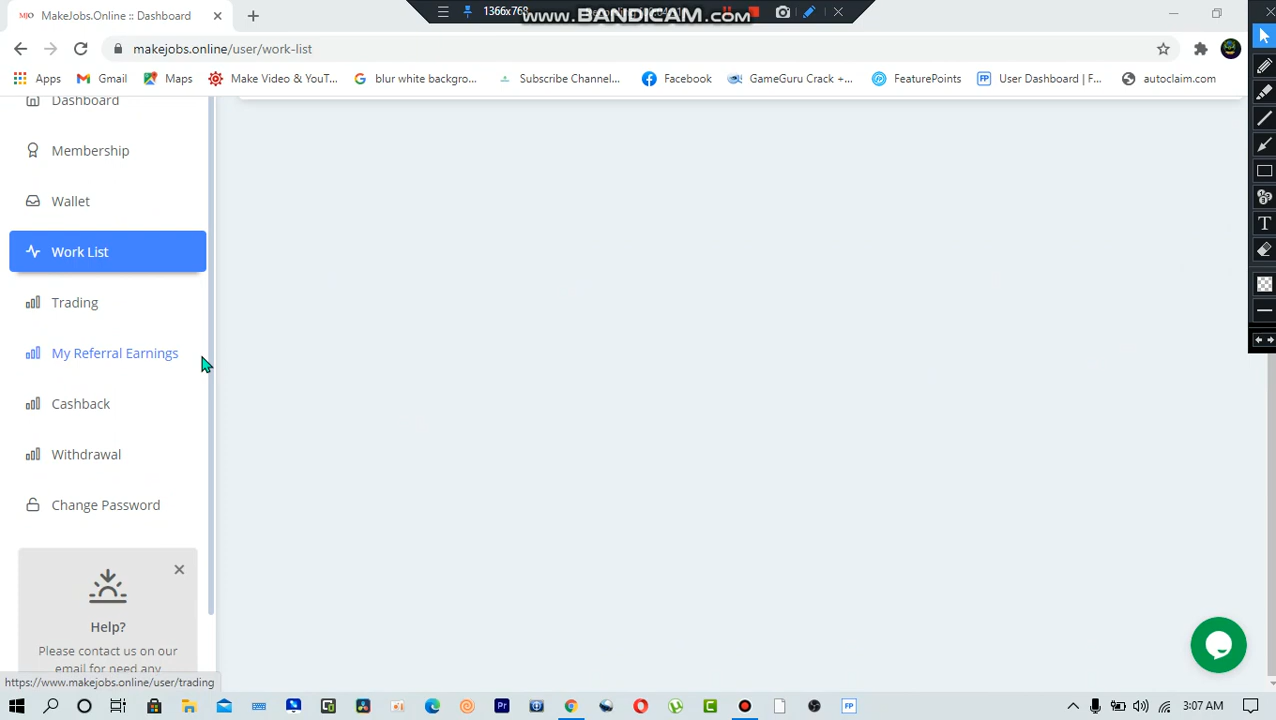 MJO MakeJobs.Online :: Dashboard
1366x768
www.BANDICAM.com
makejobs.online/user/work-list
Apps Gmail Maps Make Video & YouT... blur white backgro... Subscribe Channel... Facebook GameGuru Crack +... FeaturePoints User Dashboard | F... autoclaim.com
Dashboard
Membership
Wallet
Work List
Trading
My Referral Earnings
Cashback
Withdrawal
Change Password
Help?
Please contact us on our
email for need any
https://www.makejobs.online/user/trading
3:07 AM